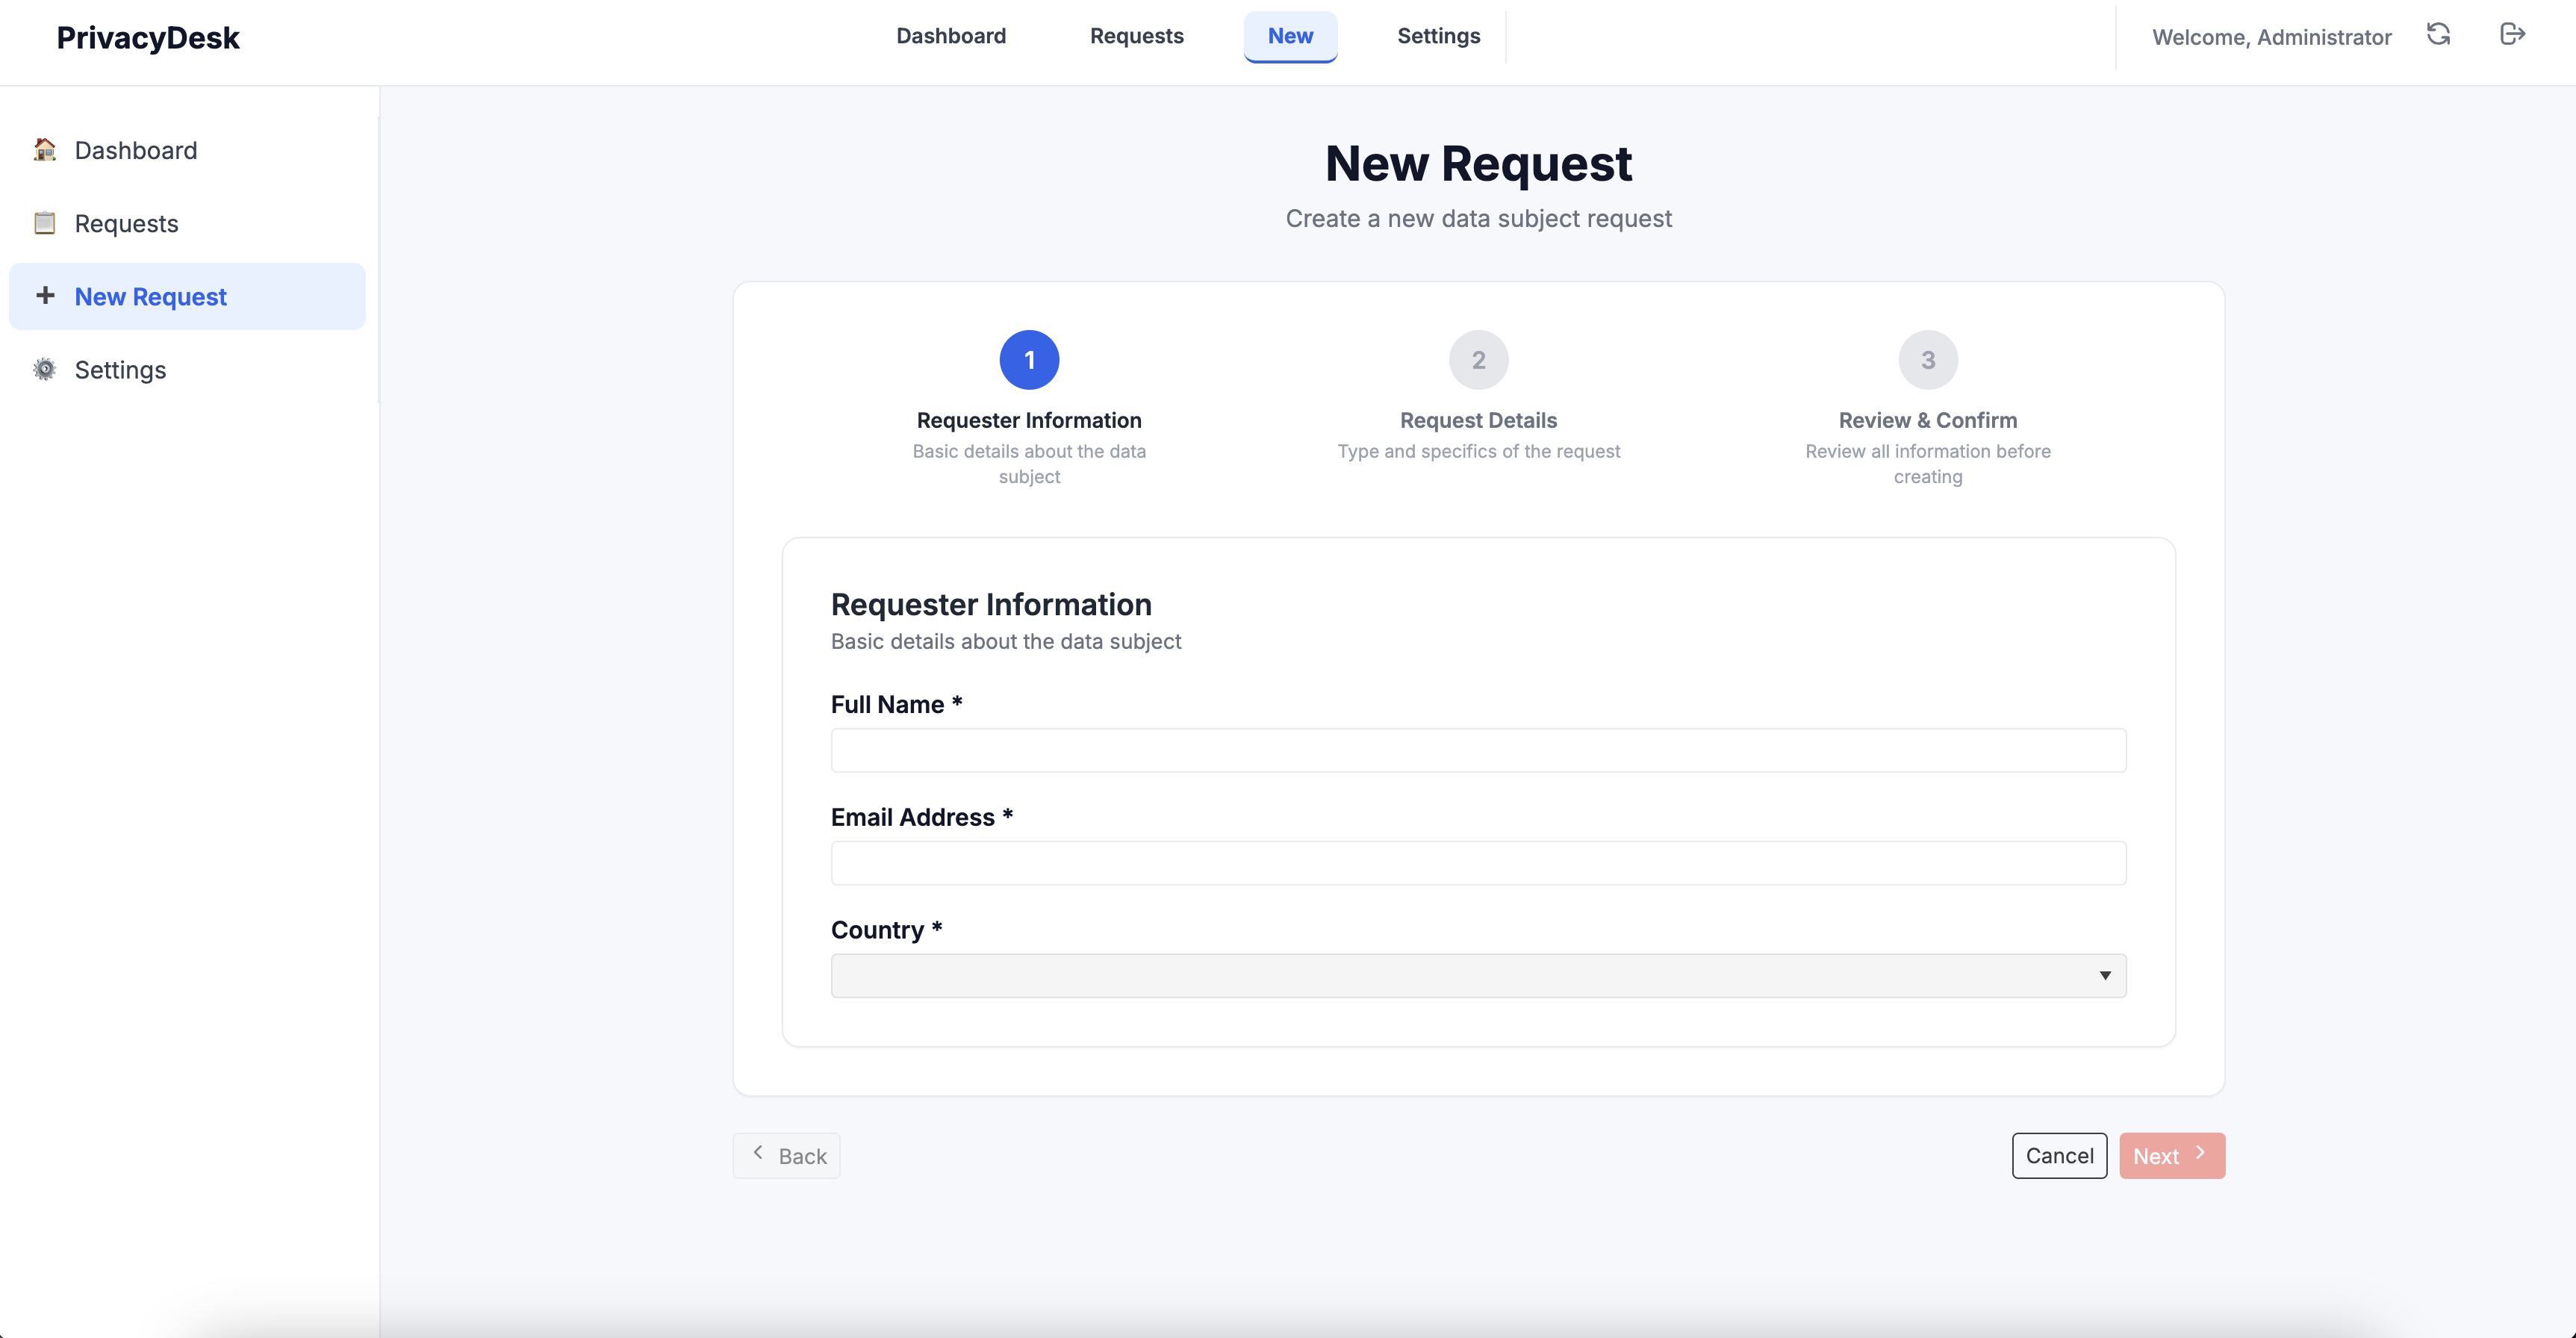 PrivacyDesk
Dashboard
Requests
New
Settings
Welcome, Administrator
Dashboard
Requests
New Request
Settings
New Request
Create a new data subject request
1
2
3
Requester Information
Basic details about the data
subject
Request Details
Type and specifics of the request
Review & Confirm
Review all information before
creating
Requester Information
Basic details about the data subject
Full Name *
Email Address *
Country *
Back
Cancel
Next